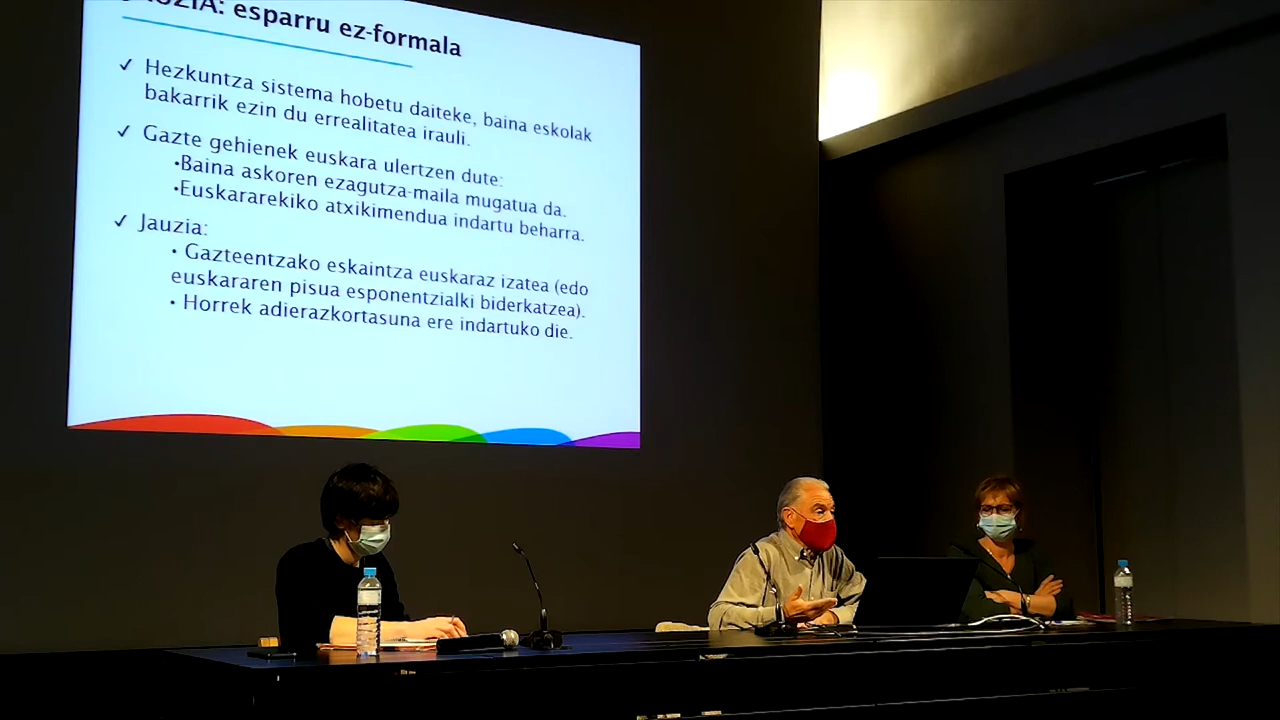 JAUZIA: esparru ez-formala
✓ Hezkuntza sistema hobetu daiteke, baina eskolak
bakarrik ezin du errealitatea irauli.
✓ Gazte gehienek euskara ulertzen dute:
•Baina askoren ezagutza-maila mugatua da.
•Euskararekiko atxikimendua indartu beharra.
✓ Jauzia:
• Gazteentzako eskaintza euskaraz izatea (edo
euskararen pisua esponentzialki biderkatzea).
• Horrek adierazkortasuna ere indartuko die.